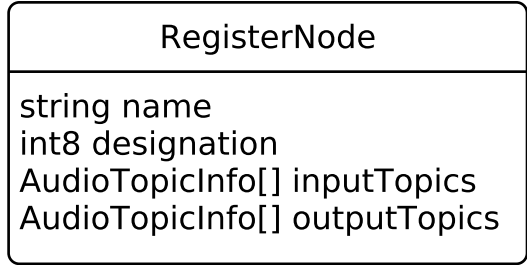 RegisterNode
string name
int8 designation
AudioTopicInfo[] inputTopics
AudioTopicInfo[] outputTopics